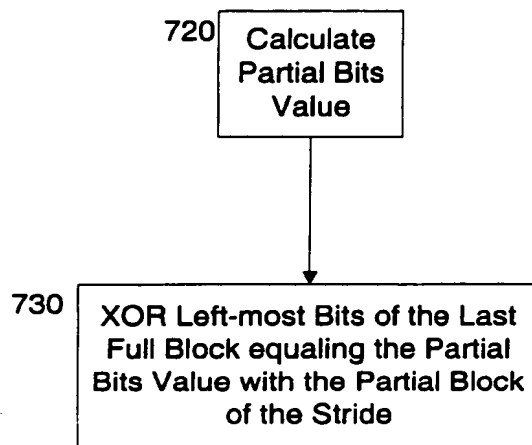 720
Calculate
Partial Bits
Value
730
XOR Left-most Bits of the Last
Full Block equaling the Partial
Bits Value with the Partial Block
of the Stride